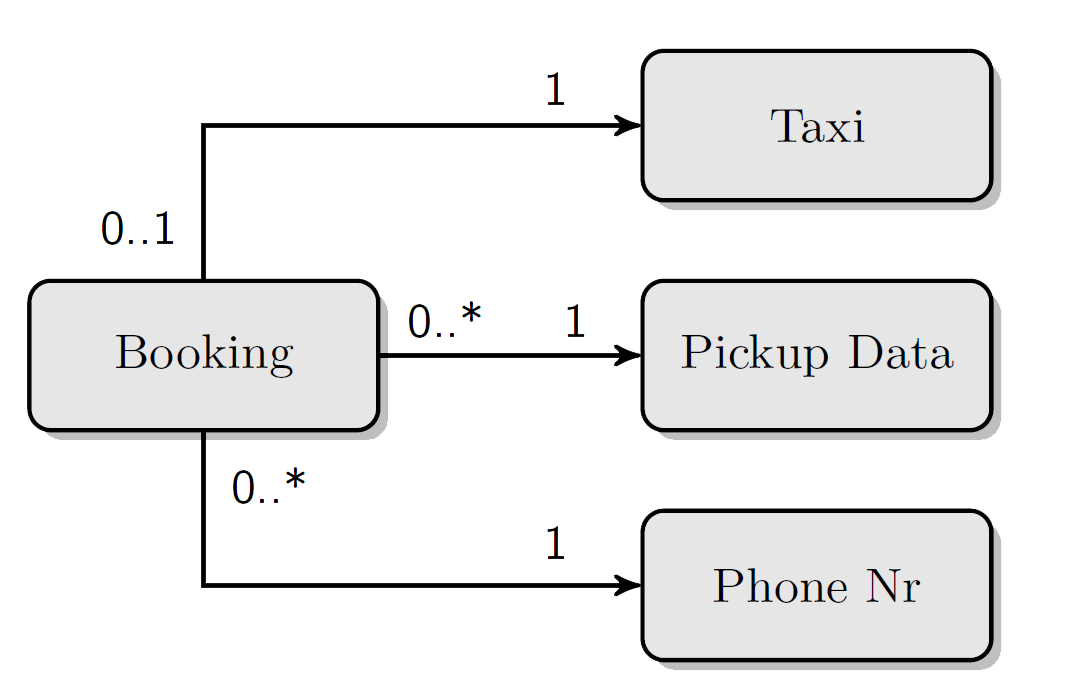 1
Taxi
0..1
Booking
0..*
1
Pickup Data
0..*
1
Phone Nr